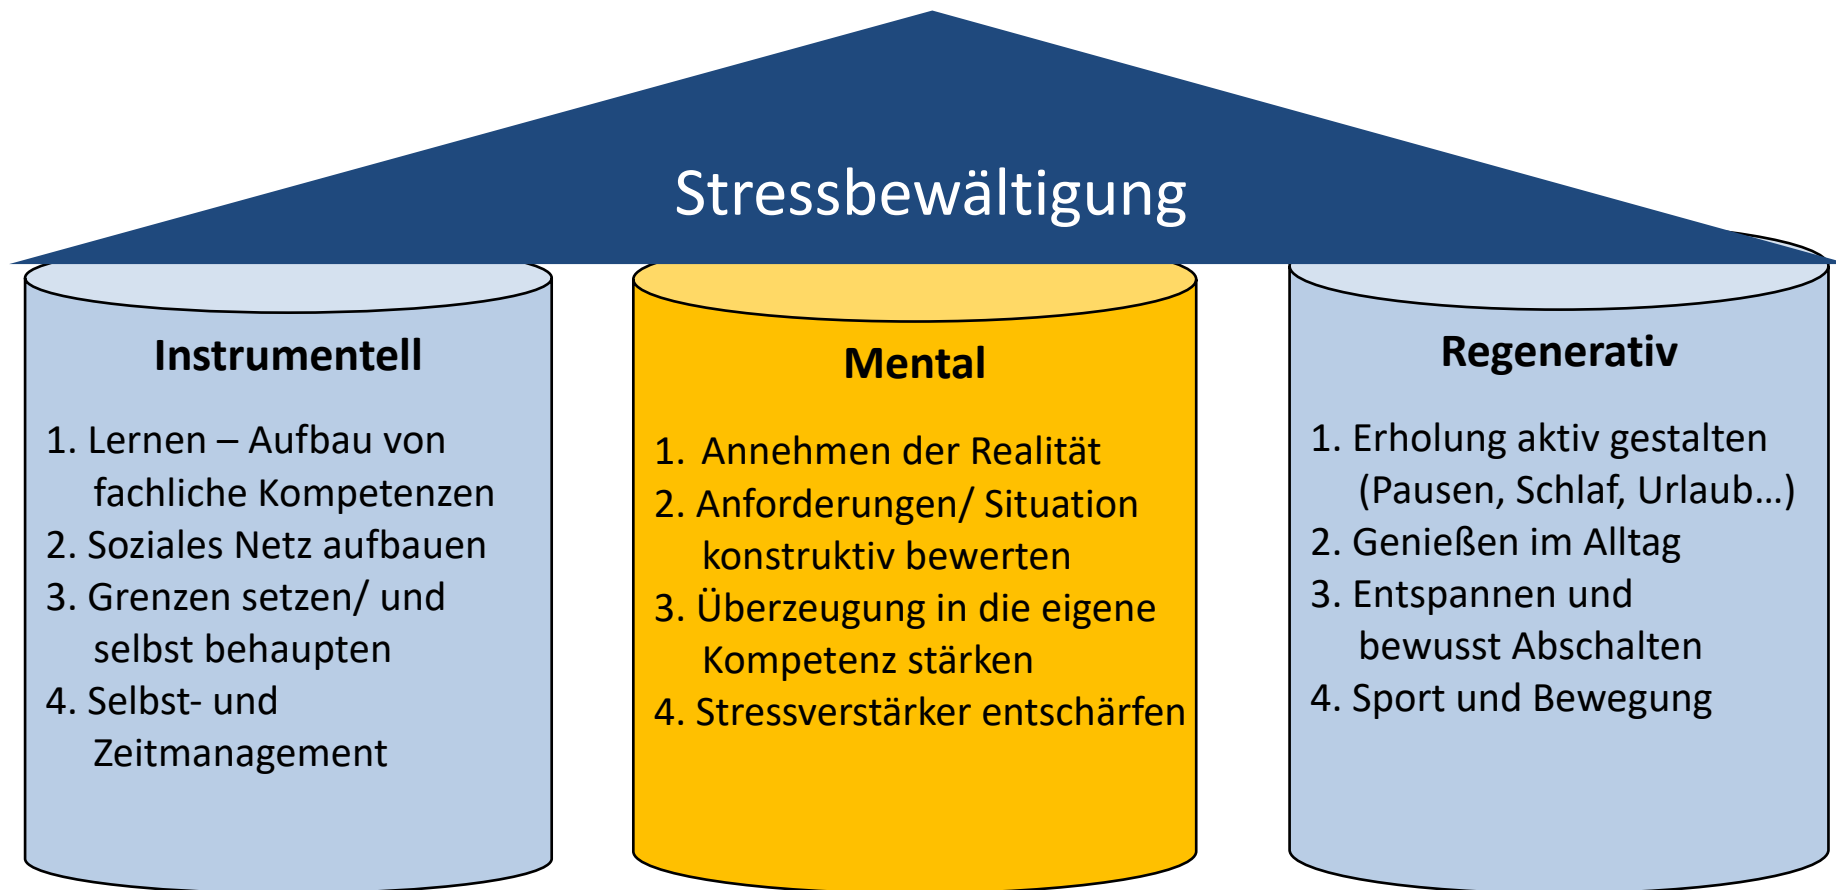 Stressbewältigung
Instrumentell
1. Lernen – Aufbau von
fachliche Kompetenzen
2. Soziales Netz aufbauen
3. Grenzen setzen/ und
selbst behaupten
4. Selbst- und
Zeitmanagement
Mental
1. Annehmen der Realität
2. Anforderungen/ Situation
konstruktiv bewerten
3. Überzeugung in die eigene
Kompetenz stärken
4. Stressverstärker entschärfen
Regenerativ
1. Erholung aktiv gestalten
(Pausen, Schlaf, Urlaub…)
2. Genießen im Alltag
3. Entspannen und
bewusst Abschalten
4. Sport und Bewegung